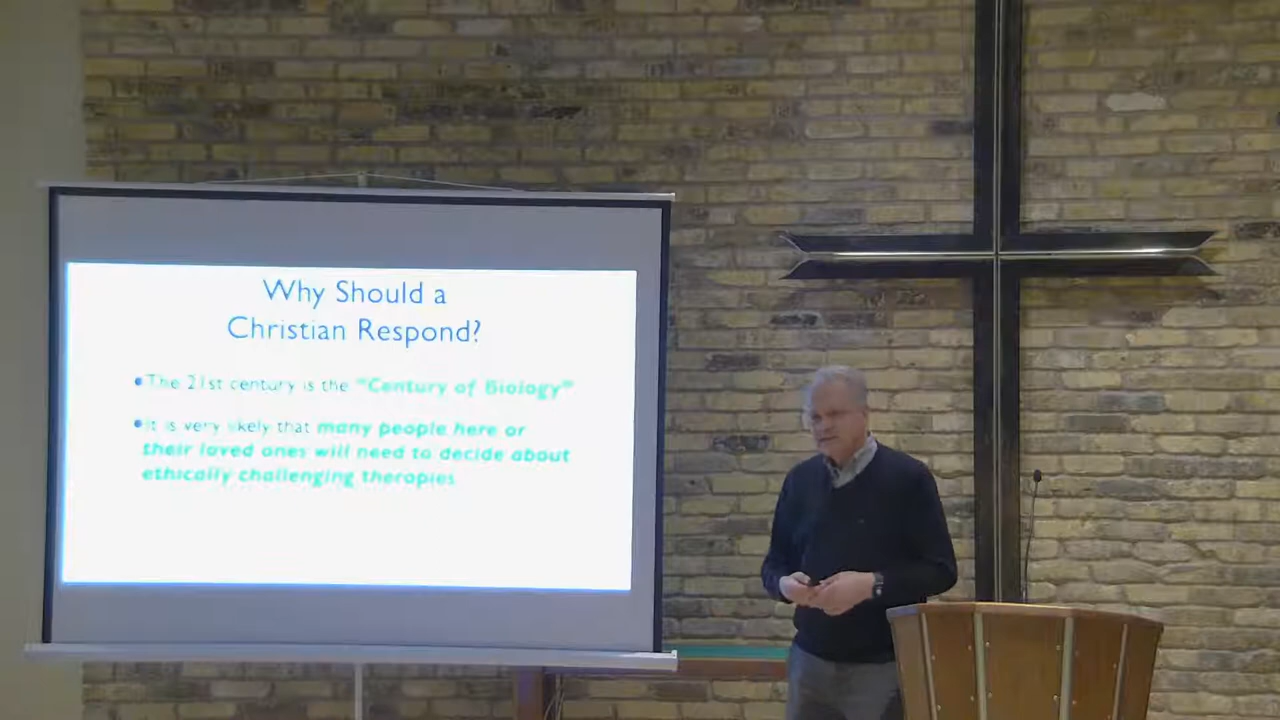 Why Should a
Christian Respond?
•The 21st century is the "Century of Biology"
•It is very likely that many people here or
their loved ones will need to decide about
ethically challenging therapies